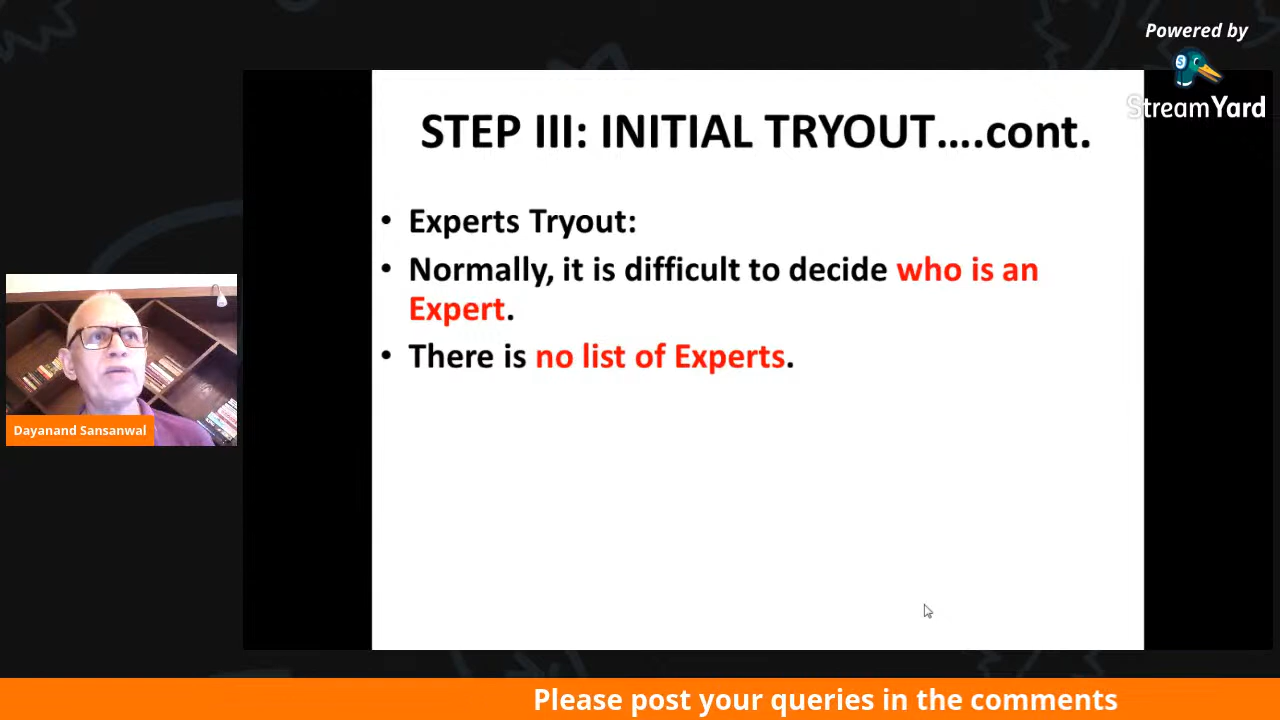 Powered by
StreamYard
STEP III: INITIAL TRYOUT....cont.
• Experts Tryout:
• Normally, it is difficult to decide who is an
Expert.
• There is no list of Experts.
Dayanand Sansanwal
Please post your queries in the comments